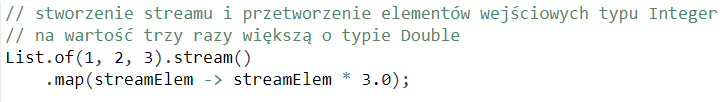 // stworzenie streamu i przetworzenie elementów wejściowych typu Integer
// na wartość trzy razy większą o typie Double
List.of(1, 2, 3).stream()
    .map(streamElem -> streamElem * 3.0);